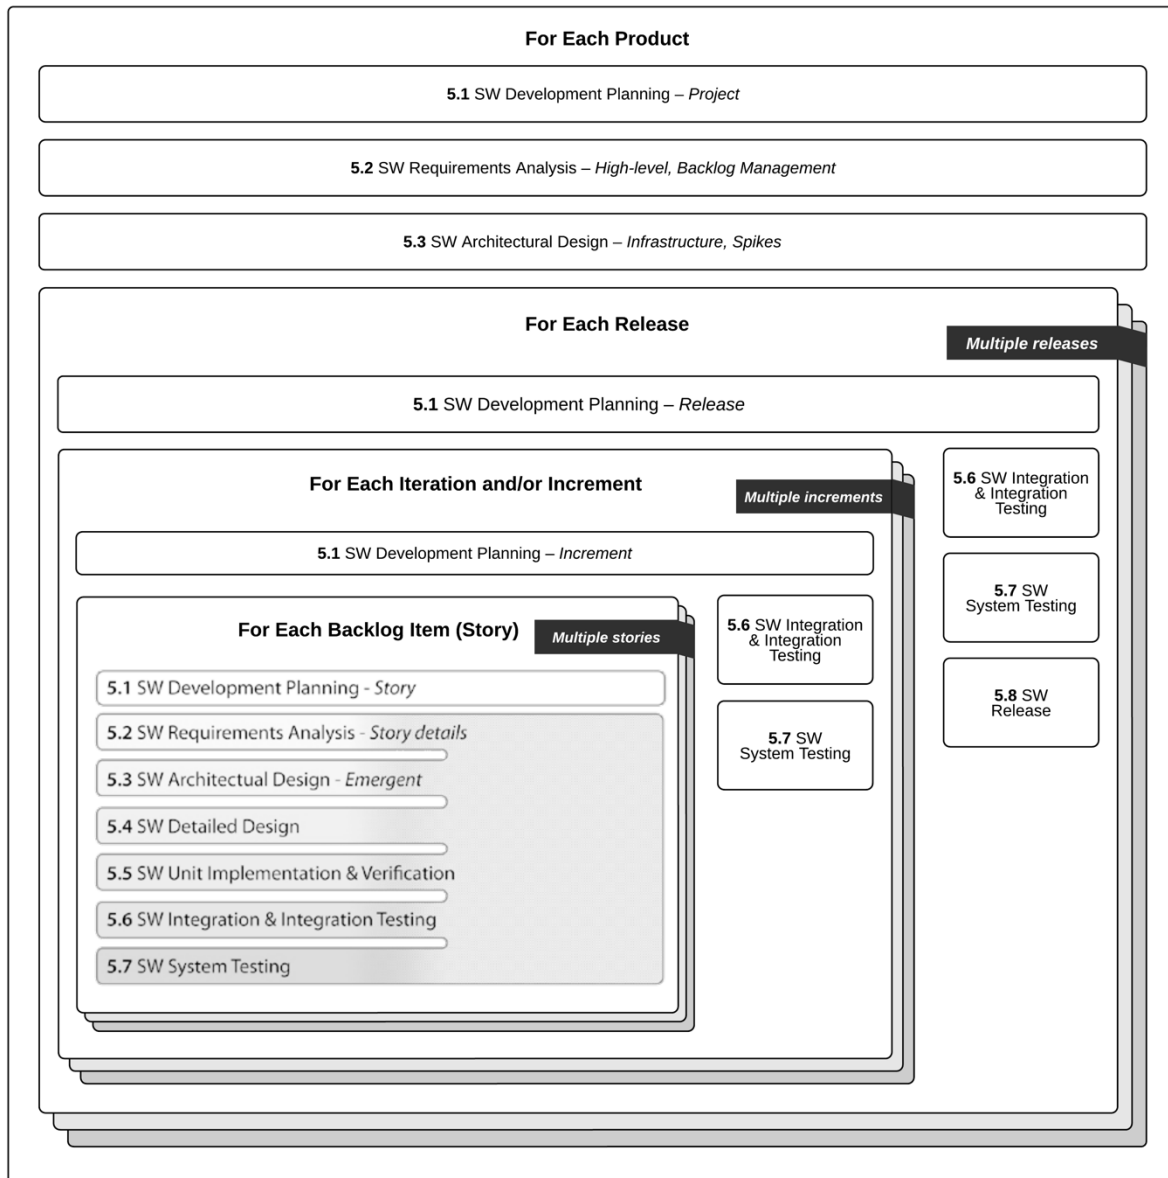 For Each Product
5.1 SW Development Planning – Project
5.2 SW Requirements Analysis – High-level, Backlog Management
5.3 SW Architectural Design – Infrastructure, Spikes
For Each Release
Multiple releases
5.1 SW Development Planning – Release
For Each Iteration and/or Increment
Multiple increments
5.1 SW Development Planning – Increment
For Each Backlog Item (Story)
Multiple stories
5.1 SW Development Planning - Story
5.2 SW Requirements Analysis - Story details
5.3 SW Architectual Design - Emergent
5.4 SW Detailed Design
5.5 SW Unit Implementation & Verification
5.6 SW Integration & Integration Testing
5.7 SW System Testing
5.6 SW Integration
& Integration
Testing
5.7 SW
System Testing
5.6 SW Integration
& Integration
Testing
5.7 SW
System Testing
5.8 SW
Release